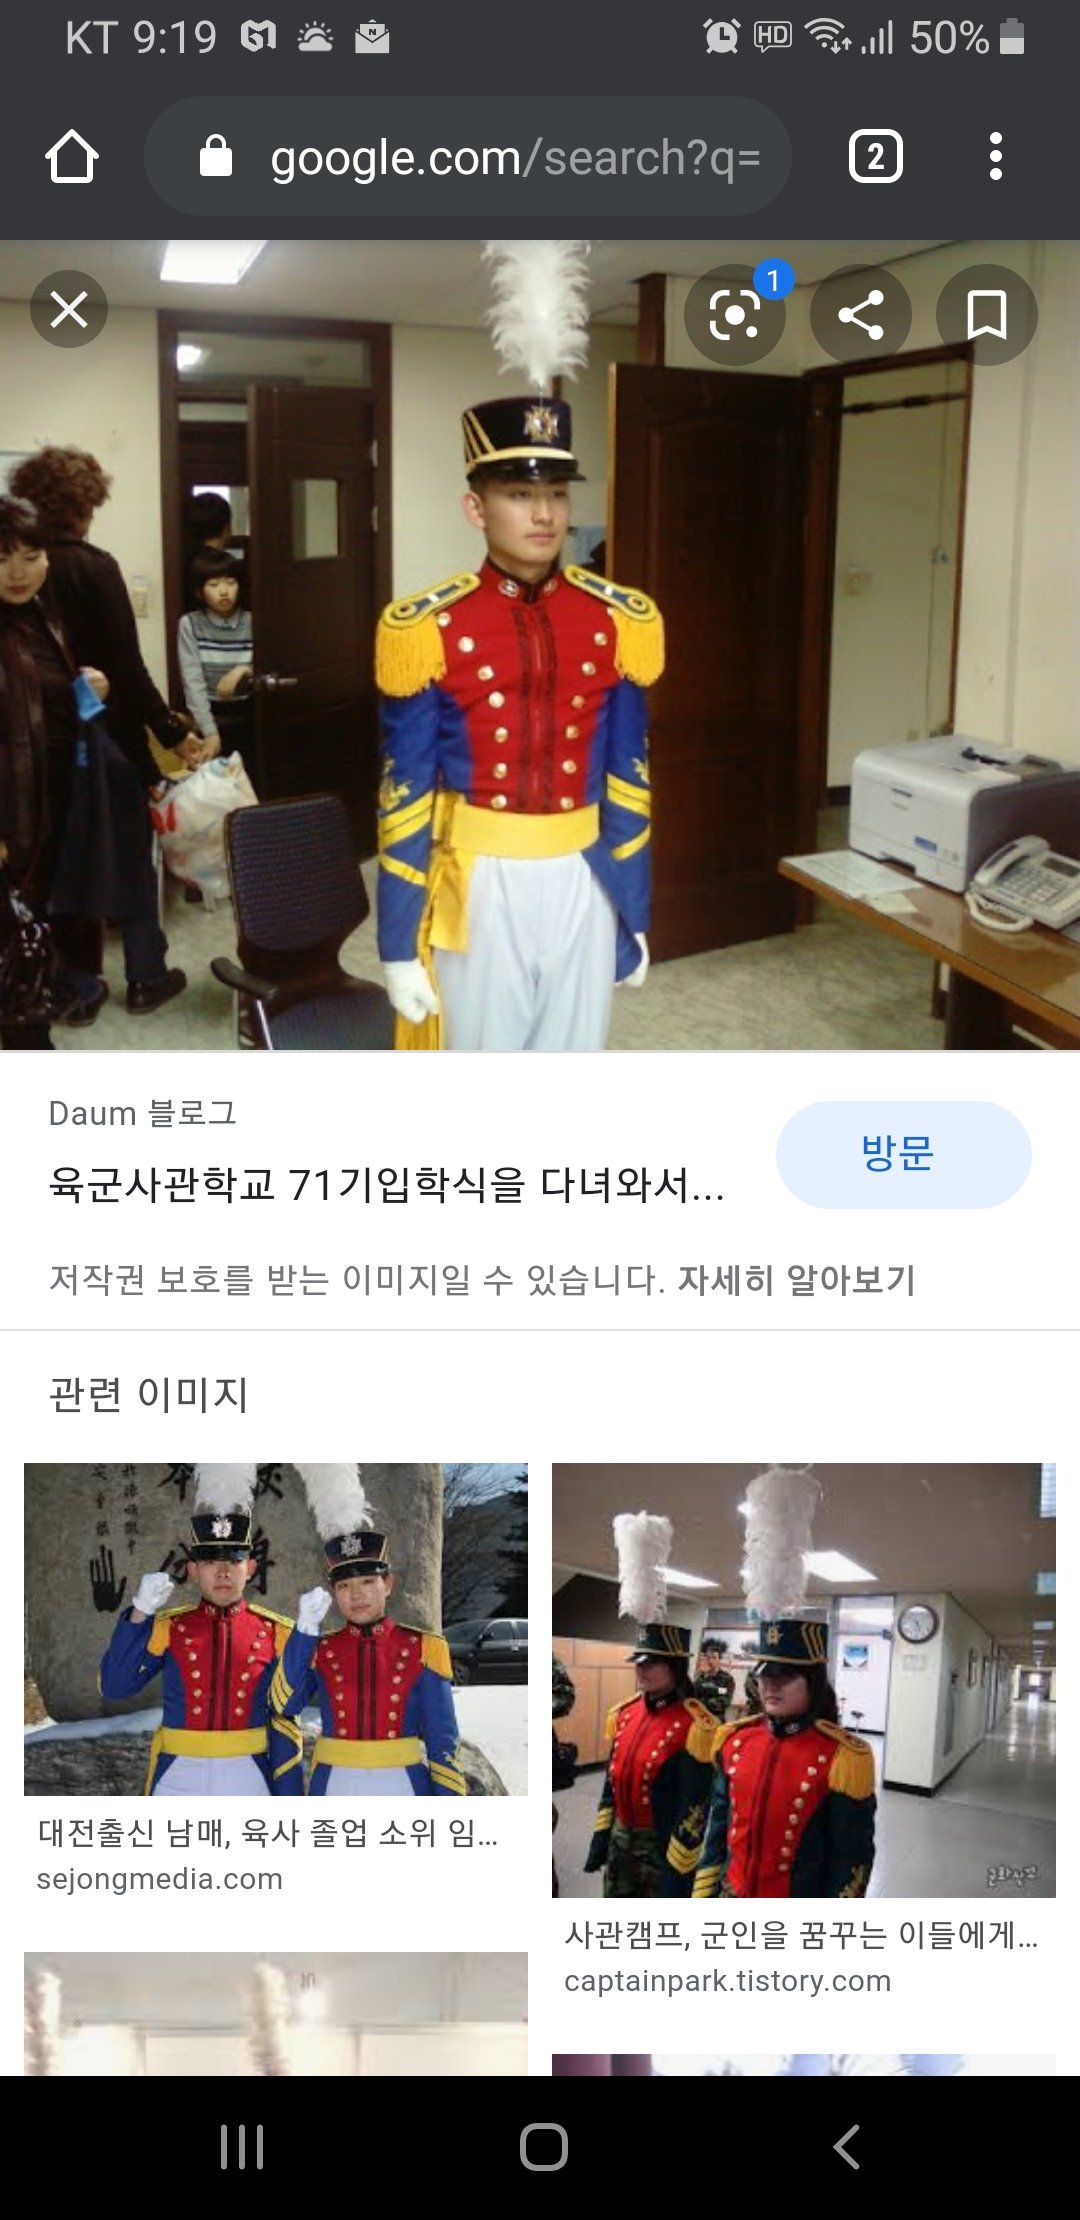 KT 9:19
HD
50%
google.com/search?q=
2
1
Daum 블로그
방문
육군사관학교 71기입학식을 다녀와서...
저작권 보호를 받는 이미지일 수 있습니다. 자세히 알아보기
관련 이미지
대전출신 남매, 육사 졸업 소위 임...
sejongmedia.com
사관캠프, 군인을 꿈꾸는 이들에게...
captainpark.tistory.com